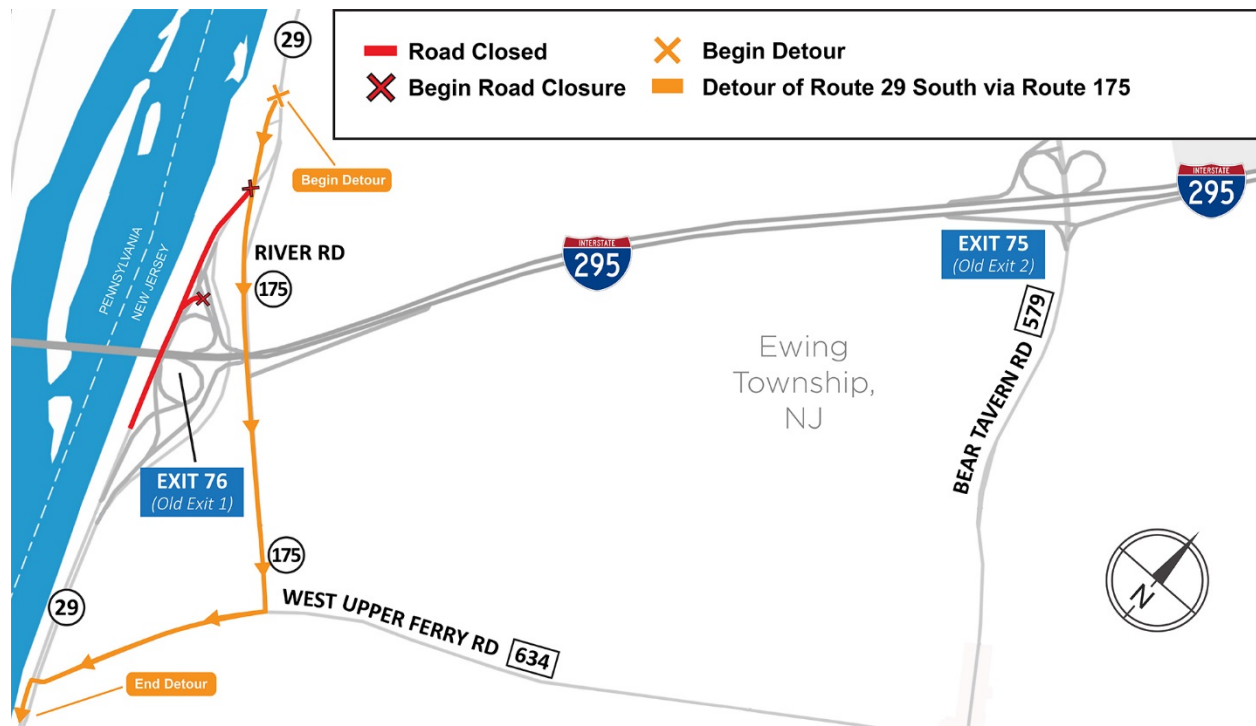 29
Road Closed
Begin Detour
Begin Road Closure
Detour of Route 29 South via Route 175
Begin Detour
INTERSTATE
295
INTERSTATE
295
RIVER RD
175
EXIT 75
(Old Exit 2)
PENNSYLVANIA
NEW JERSEY
579
BEAR TAVERN RD
Ewing
Township,
NJ
EXIT 76
(Old Exit 1)
175
29
WEST UPPER FERRY RD
634
N
End Detour